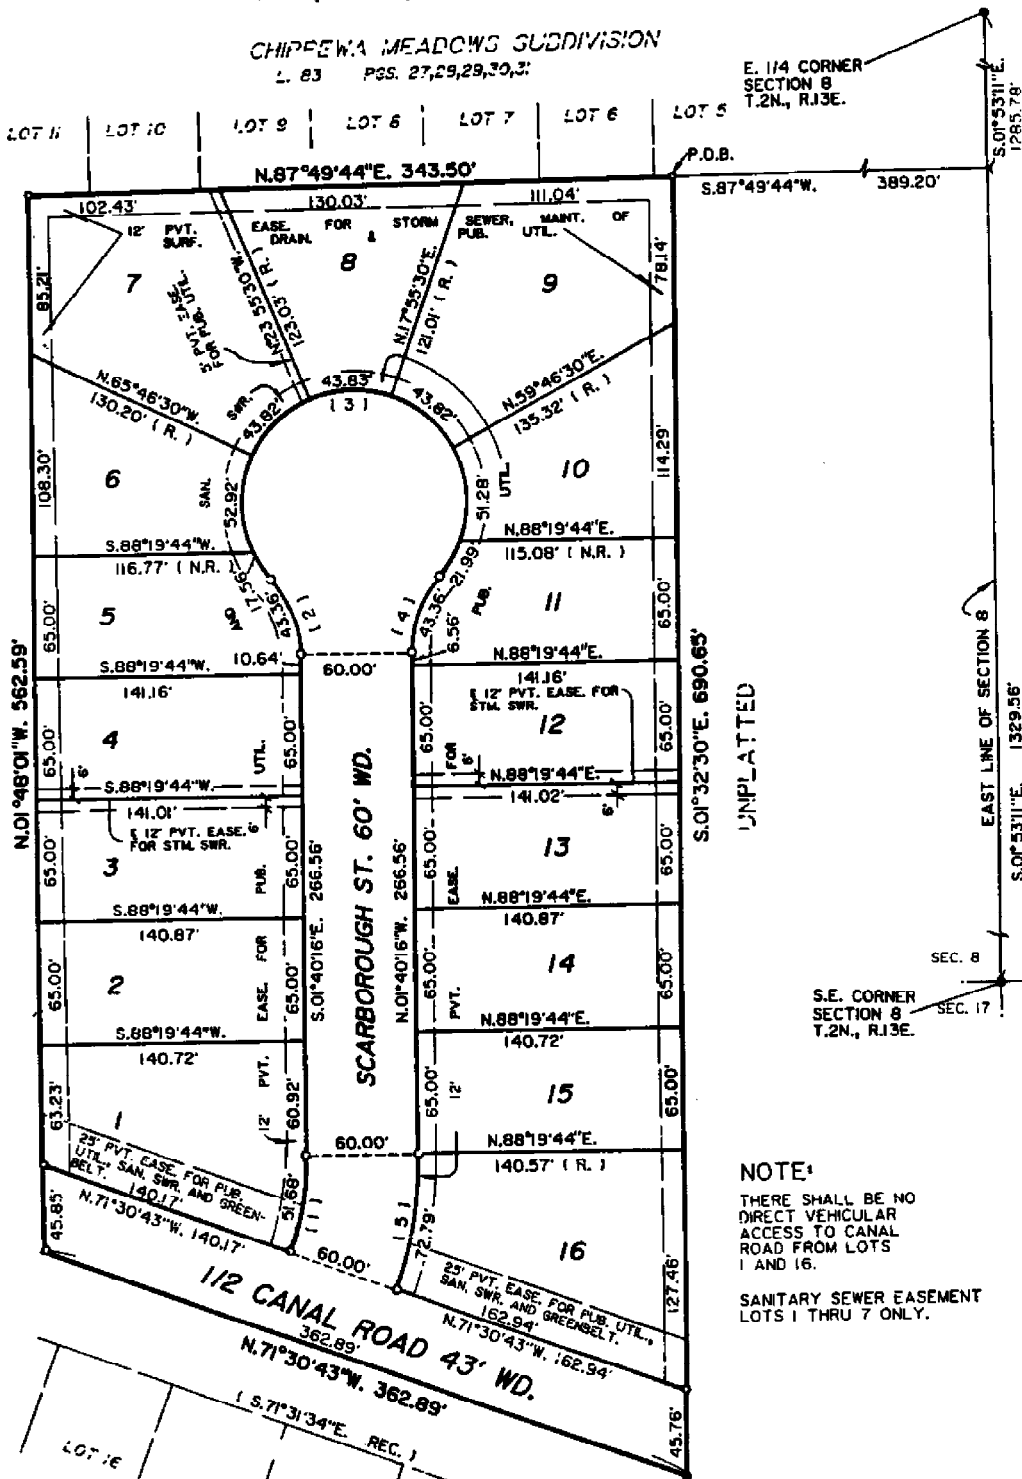 CHIPPEWA MEADOWS SUBDIVISION
L. 83 PGS. 27,28,29,30,31
E. 1/4 CORNER
SECTION 8
T.2N., R.13E.
S.01°53'11"E.
1285.78'
LOT 11
LOT 10
LOT 9
LOT 8
LOT 7
LOT 6
LOT 5
P.O.B.
N.87°49'44"E. 343.50'
S.87°49'44"W. 389.20'
102.43'
130.03'
111.04'
12' PVT. EASE. FOR STORM SEWER, MAINT. OF
SURF. DRAIN. & PUB. UTIL.
7
8
9
85.21'
78.14'
5' PVT. EASE.
FOR PUB. UTIL.
N.23°55'30"W.
123.03' ( R. )
N.17°55'30"E.
121.01' ( R. )
N.65°46'30"W.
130.20' ( R. )
N.59°46'30"E.
135.32' ( R. )
43.83'
( 3 )
43.82'
43.82'
SWR.
SAN.
AND
UTIL.
PUB.
6
10
108.30'
114.29'
52.92'
51.28'
S.88°19'44"W.
116.77' ( N.R. )
N.88°19'44"E.
115.08' ( N.R. )
17.56'
21.99'
43.36'
( 2 )
( 4 )
43.36'
5
11
65.00'
65.00'
6.56'
S.88°19'44"W.
10.64'
60.00'
N.88°19'44"E.
141.16'
141.16'
℄ 12' PVT. EASE. FOR
STM. SWR.
4
12
65.00'
65.00'
65.00'
65.00'
UTIL.
FOR
6'
S.88°19'44"W.
N.88°19'44"E.
141.01'
141.02'
6'
6'
℄ 12' PVT. EASE.
FOR STM. SWR.
3
13
65.00'
65.00'
65.00'
65.00'
PUB.
EASE.
S.88°19'44"W.
N.88°19'44"E.
140.87'
140.87'
2
14
65.00'
65.00'
65.00'
65.00'
EASE FOR
PVT.
S.01°40'16"E. 266.56'
SCARBOROUGH ST. 60' WD.
N.01°40'16"W. 266.56'
S.88°19'44"W.
N.88°19'44"E.
140.72'
140.72'
1
15
63.23'
60.92'
65.00'
65.00'
12' PVT.
12'
60.00'
N.88°19'44"E.
140.57' ( R. )
25' PVT. EASE. FOR PUB.
UTIL., SAN. SWR. AND GREEN-
BELT.
140.17'
N.71°30'43"W. 140.17'
51.68'
( 1 )
( 5 )
72.79'
60.00'
16
127.46'
25' PVT. EASE. FOR PUB. UTIL.,
SAN. SWR. AND GREENBELT.
162.94'
N.71°30'43"W. 162.94'
45.85'
45.76'
1/2 CANAL ROAD 43' WD.
362.89'
N.71°30'43"W. 362.89'
( S.71°31'34"E. REC. )
LOT 16
N.01°48'01"W. 562.59'
S.01°32'30"E. 690.65'
UNPLATTED
EAST LINE OF SECTION 8
S.01°53'11"E. 1329.56'
SEC. 8
SEC. 17
S.E. CORNER
SECTION 8
T.2N., R.13E.
NOTE:
THERE SHALL BE NO
DIRECT VEHICULAR
ACCESS TO CANAL
ROAD FROM LOTS
1 AND 16.
SANITARY SEWER EASEMENT
LOTS 1 THRU 7 ONLY.